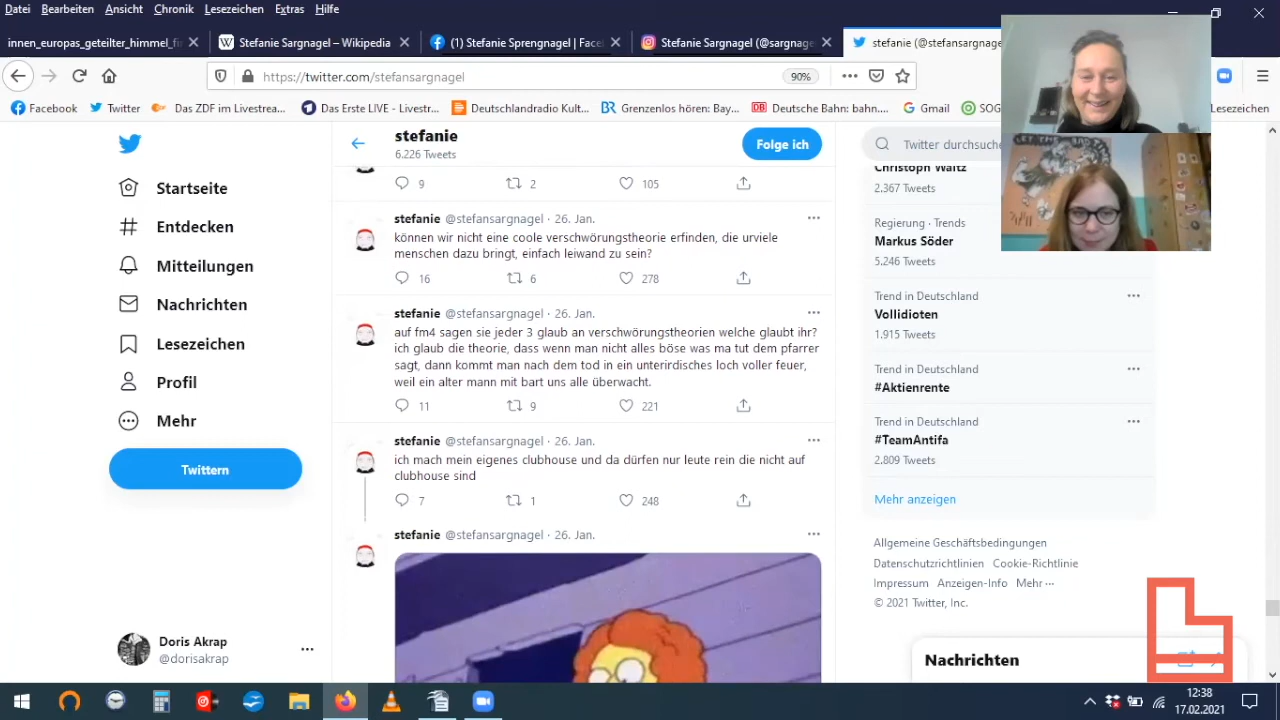 Datei Bearbeiten Ansicht Chronik Lesezeichen Extras Hilfe
innen_europas_geteilter_himmel_fi
Stefanie Sargnagel – Wikipedia
(1) Stefanie Sprengnagel | Face
Stefanie Sargnagel (@sargnage
stefanie (@stefansargna
https://twitter.com/stefansargnagel
90%
Facebook
Twitter
Das ZDF im Livestrea...
Das Erste LIVE - Livestr...
Deutschlandradio Kult...
BR Grenzenlos hören: Bay...
DB Deutsche Bahn: bahn....
Gmail
SOG
Lesezeichen
stefanie
6.226 Tweets
Folge ich
Twitter durchsuche
Startseite
Entdecken
Mitteilungen
Nachrichten
Lesezeichen
Profil
Mehr
Twittern
Doris Akrap
@dorisakrap
9 2 105
stefanie @stefansargnagel · 26. Jan.
können wir nicht eine coole verschwörungstheorie erfinden, die urviele
menschen dazu bringt, einfach leiwand zu sein?
16 6 278
stefanie @stefansargnagel · 26. Jan.
auf fm4 sagen sie jeder 3 glaub an verschwörungstheorien welche glaubt ihr?
ich glaub die theorie, dass wenn man nicht alles böse was ma tut dem pfarrer
sagt, dann kommt man nach dem tod in ein unterirdisches loch voller feuer,
weil ein alter mann mit bart uns alle überwacht.
11 9 221
stefanie @stefansargnagel · 26. Jan.
ich mach mein eigenes clubhouse und da dürfen nur leute rein die nicht auf
clubhouse sind
7 1 248
stefanie @stefansargnagel · 26. Jan.
Christoph Waltz
2.367 Tweets
Regierung · Trends
Markus Söder
5.246 Tweets
Trend in Deutschland
Vollidioten
1.915 Tweets
Trend in Deutschland
#Aktienrente
Trend in Deutschland
#TeamAntifa
2.809 Tweets
Mehr anzeigen
Allgemeine Geschäftsbedingungen
Datenschutzrichtlinien Cookie-Richtlinie
Impressum Anzeigen-Info Mehr ···
© 2021 Twitter, Inc.
Nachrichten
12:38
17.02.2021